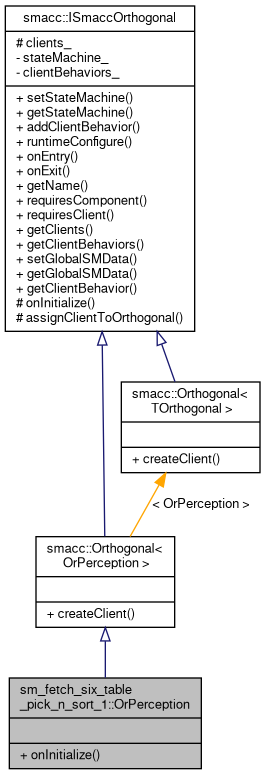 smacc::ISmaccOrthogonal
# clients_
- stateMachine_
- clientBehaviors_
+ setStateMachine()
+ getStateMachine()
+ addClientBehavior()
+ runtimeConfigure()
+ onEntry()
+ onExit()
+ getName()
+ requiresComponent()
+ requiresClient()
+ getClients()
+ getClientBehaviors()
+ setGlobalSMData()
+ getGlobalSMData()
+ getClientBehavior()
# onInitialize()
# assignClientToOrthogonal()
smacc::Orthogonal<
TOrthogonal >
+ createClient()
< OrPerception >
smacc::Orthogonal<
OrPerception >
+ createClient()
sm_fetch_six_table
_pick_n_sort_1::OrPerception
+ onInitialize()